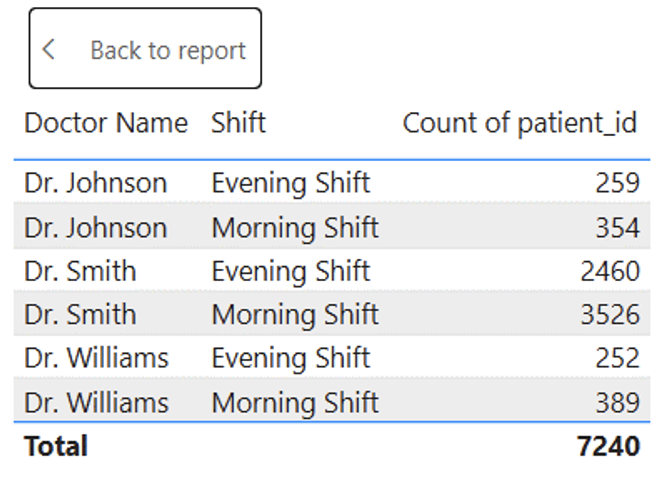 Back to report
Doctor Name Shift Count of patient_id
Dr. Johnson Evening Shift 259
Dr. Johnson Morning Shift 354
Dr. Smith Evening Shift 2460
Dr. Smith Morning Shift 3526
Dr. Williams Evening Shift 252
Dr. Williams Morning Shift 389
Total 7240